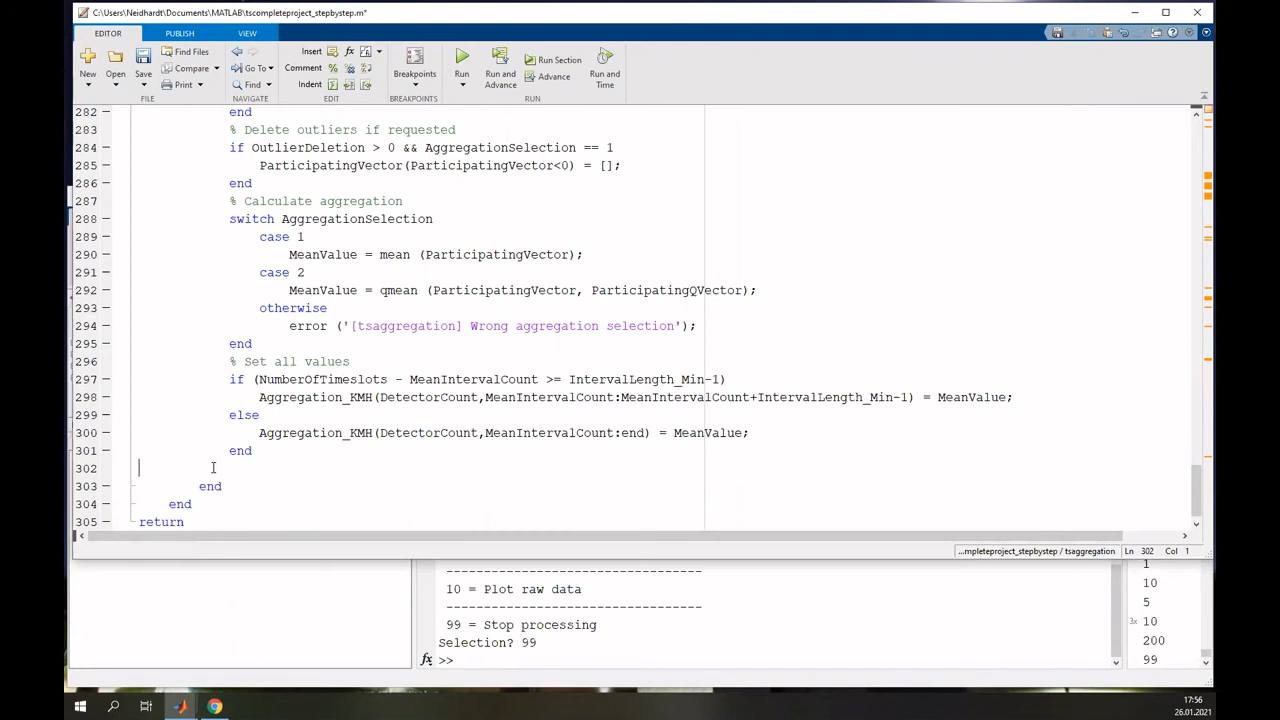 C:\Users\Neidhardt\Documents\MATLAB\tscompleteproject_stepbystep.m*
EDITOR PUBLISH VIEW
New Open Save Find Files Compare Print
Go To Find
Insert fx
Comment %
Indent
Breakpoints
Run Run and Advance Run Section Advance Run and Time
FILE NAVIGATE EDIT BREAKPOINTS RUN
282 end
283 % Delete outliers if requested
284 if OutlierDeletion > 0 && AggregationSelection == 1
285 ParticipatingVector(ParticipatingVector<0) = [];
286 end
287 % Calculate aggregation
288 switch AggregationSelection
289 case 1
290 MeanValue = mean (ParticipatingVector);
291 case 2
292 MeanValue = qmean (ParticipatingVector, ParticipatingQVector);
293 otherwise
294 error ('[tsaggregation] Wrong aggregation selection');
295 end
296 % Set all values
297 if (NumberOfTimeslots - MeanIntervalCount >= IntervalLength_Min-1)
298 Aggregation_KMH(DetectorCount,MeanIntervalCount:MeanIntervalCount+IntervalLength_Min-1) = MeanValue;
299 else
300 Aggregation_KMH(DetectorCount,MeanIntervalCount:end) = MeanValue;
301 end
302
303 end
304 end
305 return
...mpleteproject_stepbystep / tsaggregation Ln 302 Col 1
---------------------------------
10 = Plot raw data
---------------------------------
99 = Stop processing
Selection? 99
fx >>
1
10
5
3x 10
200
99
17:56
26.01.2021